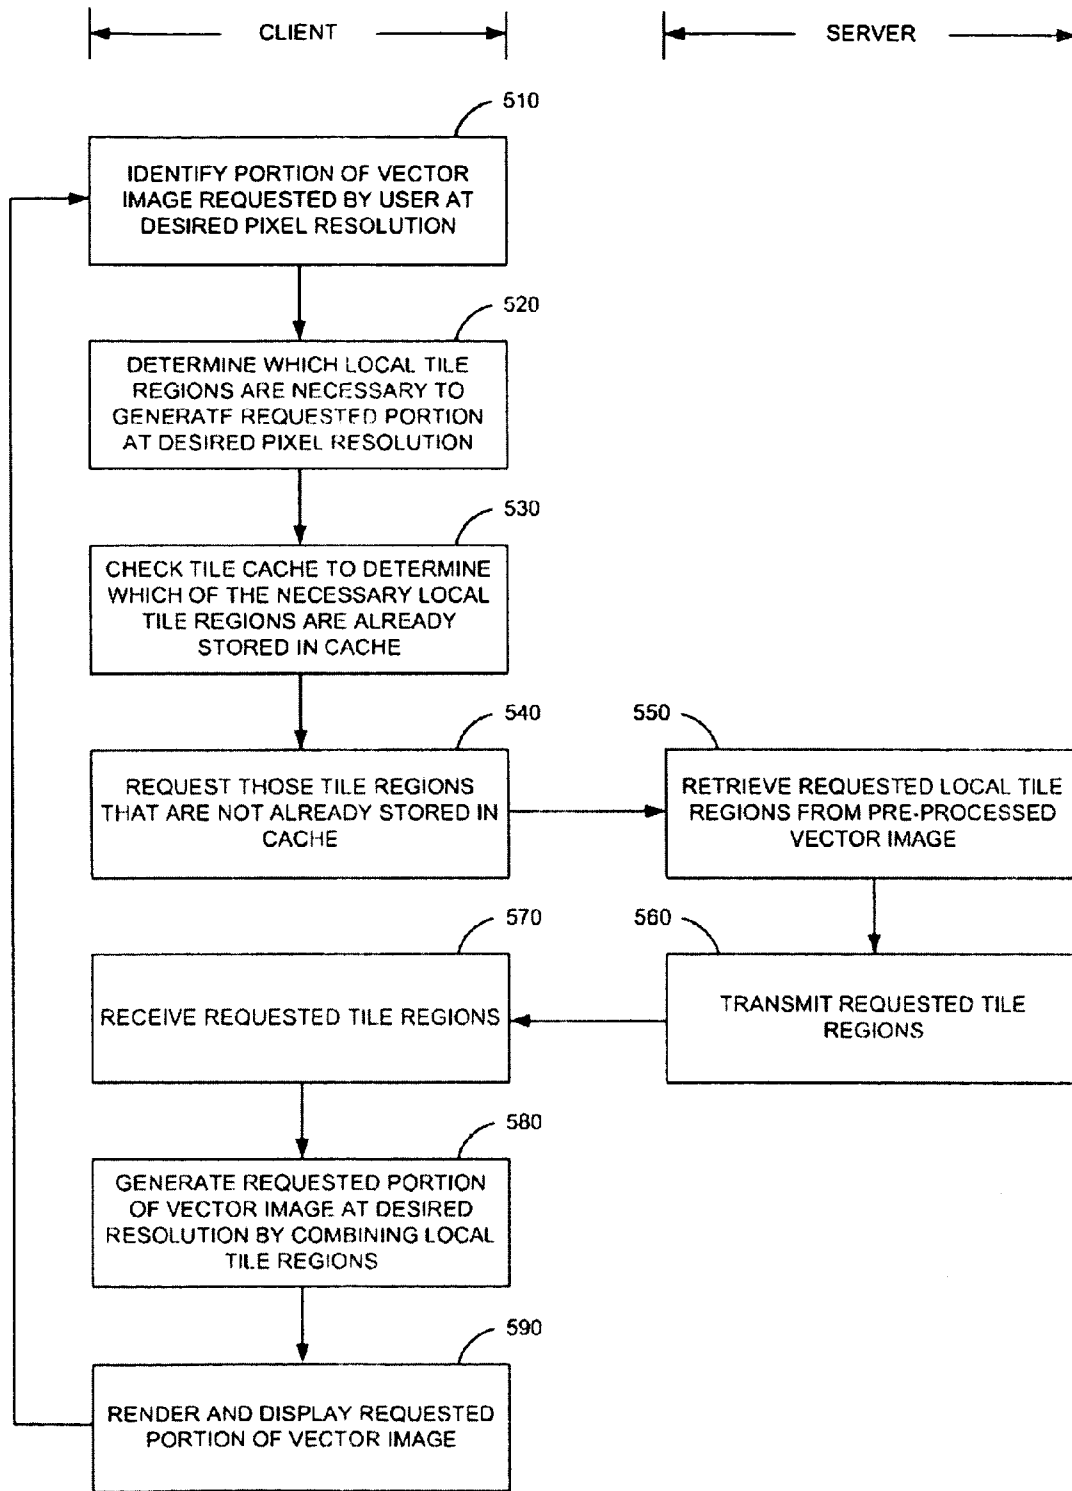 CLIENT
SERVER
510
IDENTIFY PORTION OF VECTOR
IMAGE REQUESTED BY USER AT
DESIRED PIXEL RESOLUTION
520
DETERMINE WHICH LOCAL TILE
REGIONS ARE NECESSARY TO
GENERATE REQUESTED PORTION
AT DESIRED PIXEL RESOLUTION
530
CHECK TILE CACHE TO DETERMINE
WHICH OF THE NECESSARY LOCAL
TILE REGIONS ARE ALREADY
STORED IN CACHE
540
REQUEST THOSE TILE REGIONS
THAT ARE NOT ALREADY STORED IN
CACHE
550
RETRIEVE REQUESTED LOCAL TILE
REGIONS FROM PRE-PROCESSED
VECTOR IMAGE
560
TRANSMIT REQUESTED TILE
REGIONS
570
RECEIVE REQUESTED TILE REGIONS
580
GENERATE REQUESTED PORTION
OF VECTOR IMAGE AT DESIRED
RESOLUTION BY COMBINING LOCAL
TILE REGIONS
590
RENDER AND DISPLAY REQUESTED
PORTION OF VECTOR IMAGE